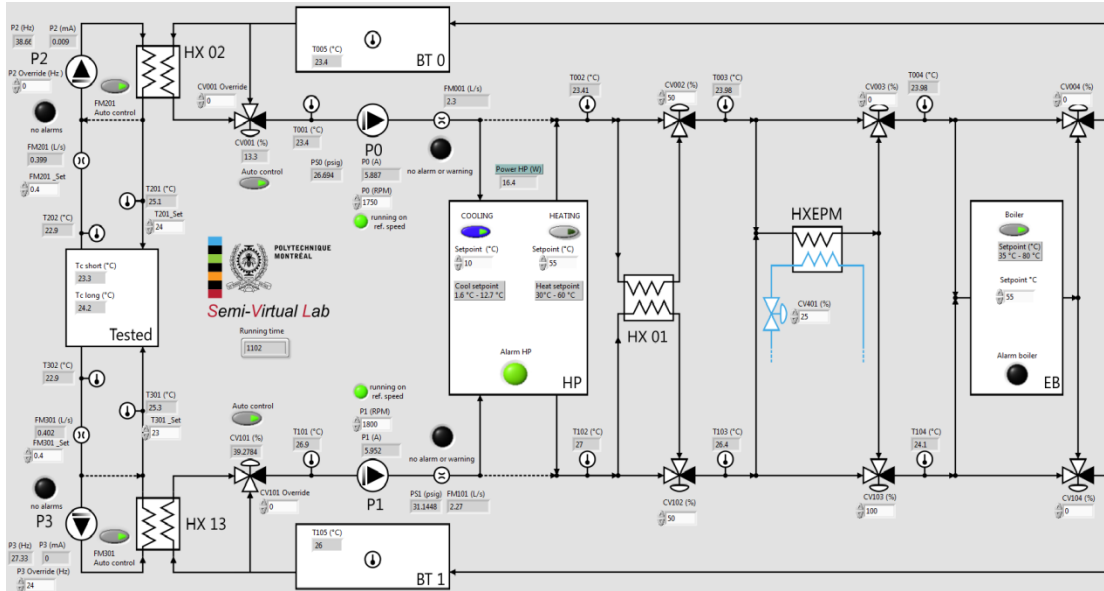 P2 (Hz)
38.66
P2 (mA)
0.009
P2
P2 Override (Hz)
0
no alarms
FM201
Auto control
FM201 (L/s)
0.399
FM201 _Set
0.4
HX 02
T201 (°C)
25.1
T201_Set
24
T202 (°C)
22.9
Tc short (°C)
23.3
Tc long (°C)
24.2
Tested
T302 (°C)
22.9
T301 (°C)
25.3
T301_Set
23
FM301 (L/s)
0.402
FM301 _Set
0.4
no alarms
P3
FM301
Auto control
P3 (Hz)
27.33
P3 (mA)
0
P3 Override (Hz)
24
HX 13
T005 (°C)
23.4
BT 0
CV001 Override
0
CV001 (%)
13.3
Auto control
T001 (°C)
23.4
PS0 (psig)
26.694
P0
P0 (A)
5.887
P0 (RPM)
1750
running on
ref. speed
FM001 (L/s)
2.3
no alarm or warning
POLYTECHNIQUE
MONTRÉAL
Semi-Virtual Lab
Running time
1102
Power HP (W)
16.4
COOLING
HEATING
Setpoint (°C)
10
Setpoint (°C)
55
Cool setpoint
1.6 °C - 12.7 °C
Heat setpoint
30°C - 60 °C
Alarm HP
HP
T002 (°C)
23.41
CV002 (%)
50
T003 (°C)
23.98
CV003 (%)
0
T004 (°C)
23.98
CV004 (%)
0
HX 01
HXEPM
CV401 (%)
25
Boiler
Setpoint (°C)
35 °C - 80 °C
Setpoint °C
55
Alarm boiler
EB
Auto control
CV101 (%)
39.2784
CV101 Override
0
T101 (°C)
26.9
running on
ref. speed
P1 (RPM)
1800
P1 (A)
5.952
P1
no alarm or warning
PS1 (psig)
31.1448
FM101 (L/s)
2.27
T102 (°C)
27
CV102 (%)
50
T103 (°C)
26.4
CV103 (%)
100
T104 (°C)
24.1
CV104 (%)
0
T105 (°C)
26
BT 1